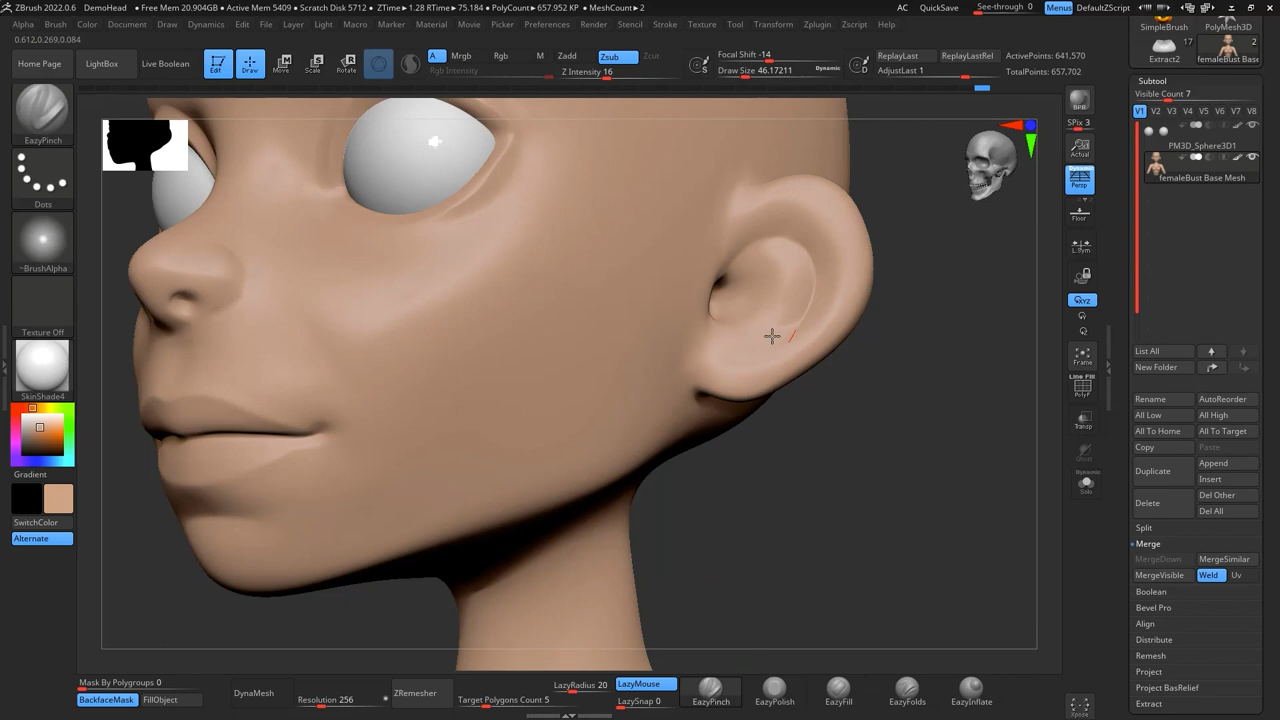 ZBrush 2022.0.6 DemoHead • Free Mem 20.904GB • Active Mem 5409 • Scratch Disk 5712 • ZTime▸1.28 RTime▸75.184 • PolyCount▸657.952 KP • MeshCount▸2 AC QuickSave See-through 0 Menus DefaultZScript
Alpha Brush Color Document Draw Dynamics Edit File Layer Light Macro Marker Material Movie Picker Preferences Render Stencil Stroke Texture Tool Transform Zplugin Zscript Help
0.612,0.269,0.084
Home Page LightBox Live Boolean Edit Draw Move Scale Rotate
A Mrgb Rgb M Zadd Zsub Zcut
Rgb Intensity Z Intensity 16
Focal Shift -14
Draw Size 46.17211 Dynamic
S D
ReplayLast ReplayLastRel ActivePoints: 641,570
AdjustLast 1 TotalPoints: 657,702
SimpleBrush PolyMesh3D
17 2
Extract2 femaleBust Base
EazyPinch
Dots
~BrushAlpha
Texture Off
SkinShade4
Gradient
SwitchColor
Alternate
BPR
SPix 3
Actual
Dynamic
Persp
Floor
L.Sym
XYZ
Frame
Line Fill
PolyF
Transp
Ghost
Dynamic
Solo
Xpose
Subtool
Visible Count 7
V1 V2 V3 V4 V5 V6 V7 V8
PM3D_Sphere3D1
femaleBust Base Mesh
List All
New Folder
Rename AutoReorder
All Low All High
All To Home All To Target
Copy Paste
Duplicate Append
Insert
Delete Del Other
Del All
Split
Merge
MergeDown MergeSimilar
MergeVisible Weld Uv
Boolean
Bevel Pro
Align
Distribute
Remesh
Project
Project BasRelief
Extract
Mask By Polygroups 0
BackfaceMask FillObject
DynaMesh
Resolution 256
ZRemesher
Target Polygons Count 5
LazyRadius 20 LazyMouse
LazySnap 0
EazyPinch EazyPolish EazyFill EazyFolds EazyInflate